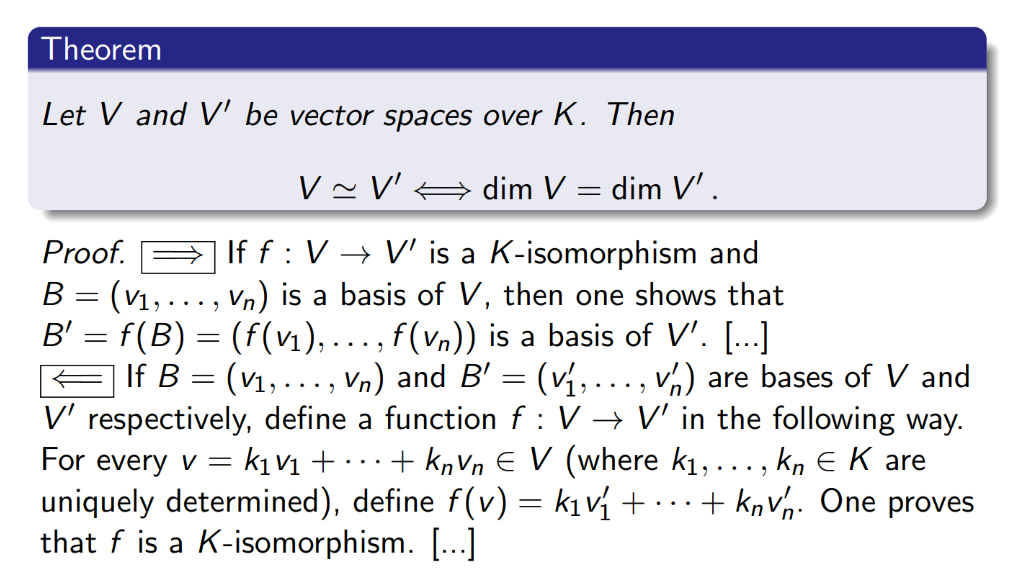 Theorem
Let V and V′ be vector spaces over K. Then
V ≃ V′ ⟺ dim V = dim V′ .
Proof. ⟹ If f : V → V′ is a K-isomorphism and
B = (v₁, . . . , vₙ) is a basis of V, then one shows that
B′ = f(B) = (f(v₁), . . . , f(vₙ)) is a basis of V′. [...]
⟸ If B = (v₁, . . . , vₙ) and B′ = (v′₁, . . . , v′ₙ) are bases of V and
V′ respectively, define a function f : V → V′ in the following way.
For every v = k₁v₁ + · · · + kₙvₙ ∈ V (where k₁, . . . , kₙ ∈ K are
uniquely determined), define f(v) = k₁v′₁ + · · · + kₙv′ₙ. One proves
that f is a K-isomorphism. [...]